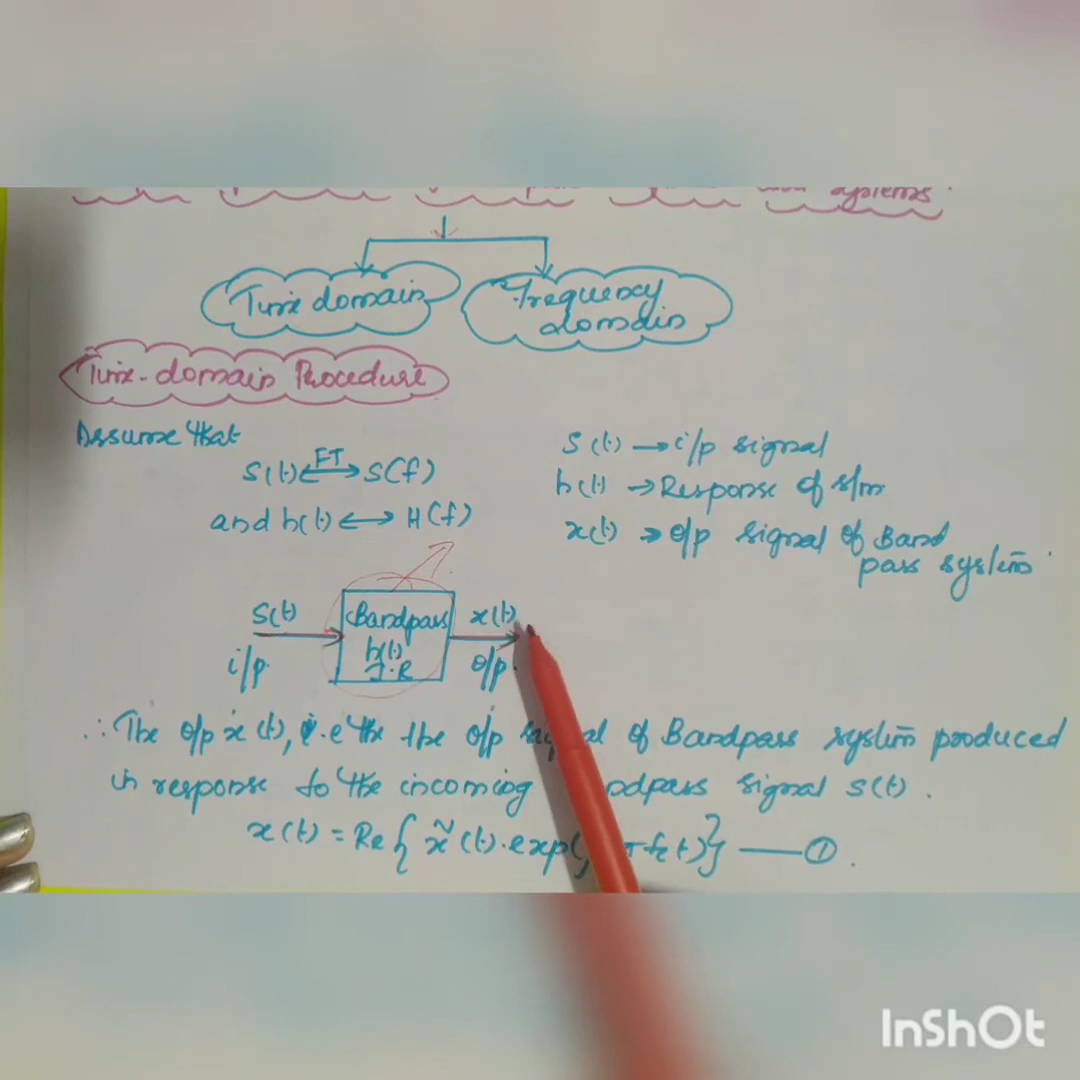 systems.
Time domain
Frequency
domain
Time-domain Procedure
Assume that
S(t) ⟷FT S(f)
and h(t) ⟷ H(f)
S(t) → i/p signal
h(t) → Response of s/m
x(t) → o/p signal of Band
pass system
S(t)
i/p
Bandpass
h(t)
I.R
x(t)
o/p.
∴ The o/p x(t), i.e the the o/p signal of Bandpass system produced
in response to the incoming signal s(t).
x(t) = Re{x̃(t).exp(j πfct)} —— ①.
InShOt